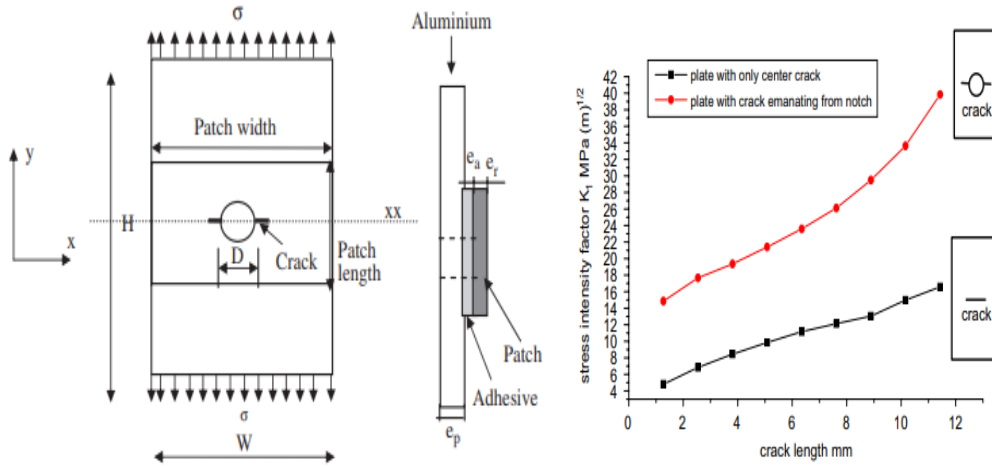 σ
Patch width
y
x
H
D
Crack
xx
Patch
length
σ
W
Aluminium
e_a e_r
Patch
Adhesive
e_p
plate with only center crack
plate with crack emanating from notch
stress intensity factor K_I MPa (m)^1/2
42
40
38
36
34
32
30
28
26
24
22
20
18
16
14
12
10
8
6
4
0 2 4 6 8 10 12
crack length mm
crack
crack